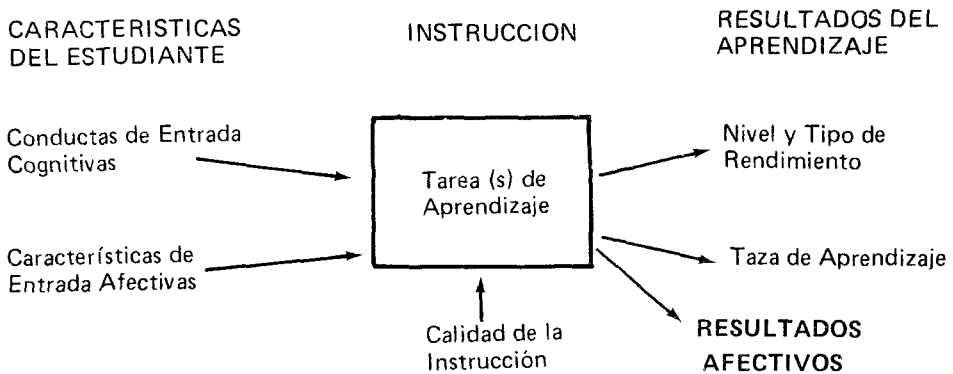 CARACTERISTICAS
DEL ESTUDIANTE
INSTRUCCION
RESULTADOS DEL
APRENDIZAJE
Conductas de Entrada
Cognitivas
Características de
Entrada Afectivas
Tarea (s) de
Aprendizaje
Calidad de la
Instrucción
Nivel y Tipo de
Rendimiento
Taza de Aprendizaje
RESULTADOS
AFECTIVOS